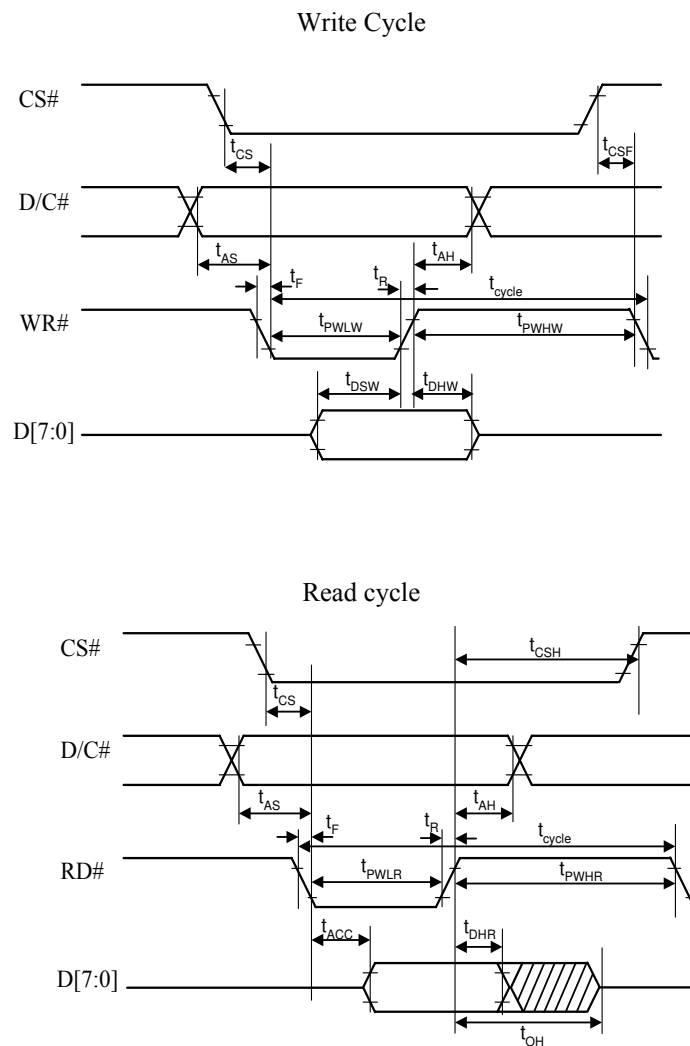 Write Cycle
CS#
tCS
tCSF
D/C#
tAS
tAH
tF
tR
tcycle
WR#
tPWLW
tPWHW
tDSW
tDHW
D[7:0]
Read cycle
CS#
tCSH
tCS
D/C#
tAS
tAH
tF
tR
tcycle
RD#
tPWLR
tPWHR
tACC
tDHR
D[7:0]
tOH